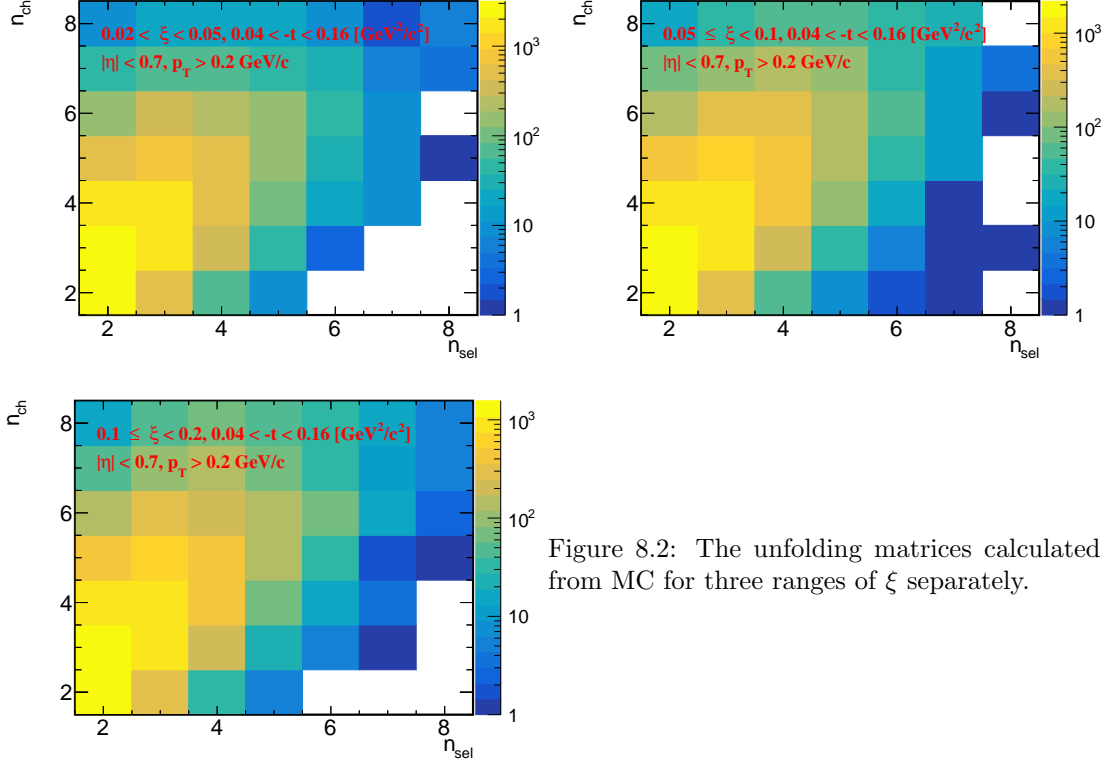 n_ch
0.02 < ξ < 0.05, 0.04 < -t < 0.16 [GeV²/c²]
|η| < 0.7, p_T > 0.2 GeV/c
8
6
4
2
2 4 6 8
n_sel
10³
10²
10
1
n_ch
0.05 ≤ ξ < 0.1, 0.04 < -t < 0.16 [GeV²/c²]
|η| < 0.7, p_T > 0.2 GeV/c
8
6
4
2
2 4 6 8
n_sel
10³
10²
10
1
n_ch
0.1 ≤ ξ < 0.2, 0.04 < -t < 0.16 [GeV²/c²]
|η| < 0.7, p_T > 0.2 GeV/c
8
6
4
2
2 4 6 8
n_sel
10³
10²
10
1
Figure 8.2: The unfolding matrices calculated
from MC for three ranges of ξ separately.